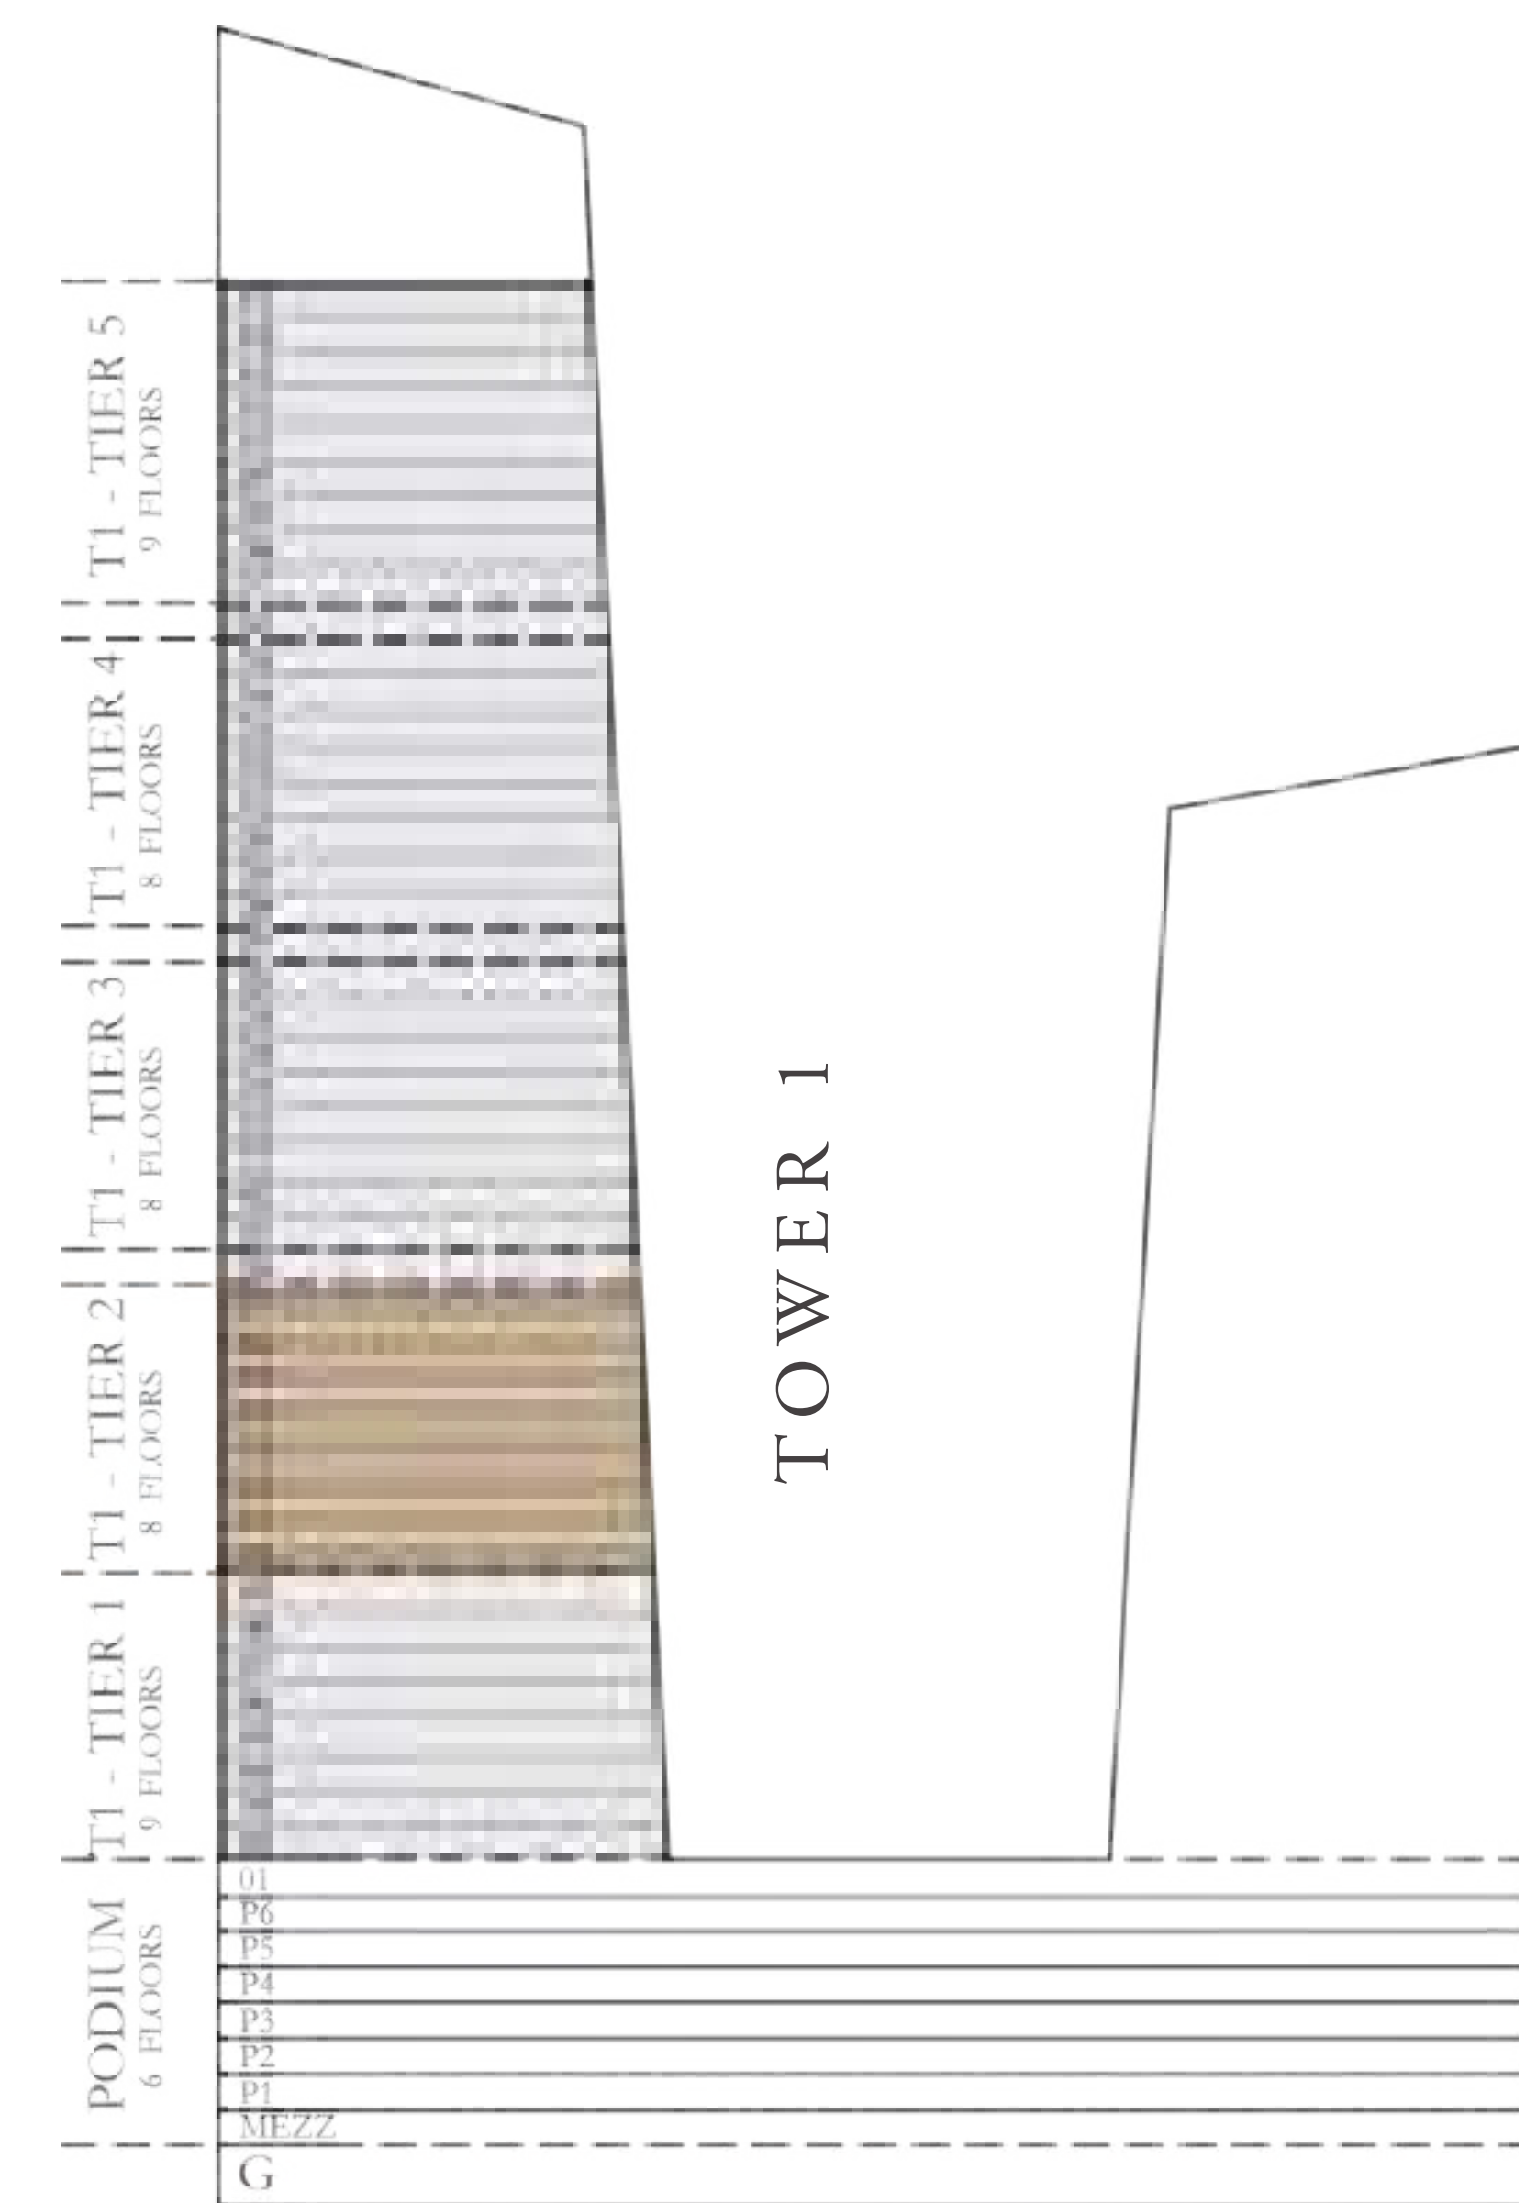 T1 - TIER 5
9 FLOORS
T1 - TIER 4
8 FLOORS
T1 - TIER 3
8 FLOORS
T1 - TIER 2
8 FLOORS
T1 - TIER 1
9 FLOORS
PODIUM
6 FLOORS
TOWER 1
01
P6
P5
P4
P3
P2
P1
MEZZ
G